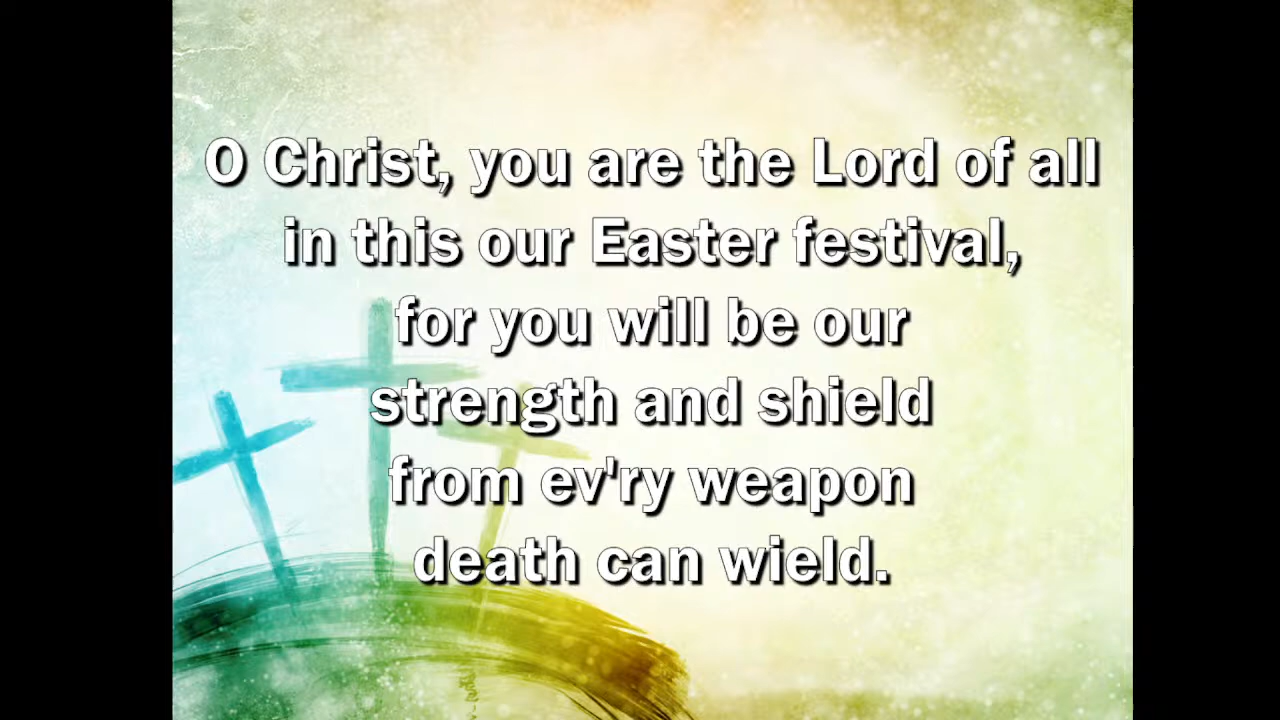 O Christ, you are the Lord of all
in this our Easter festival,
for you will be our
strength and shield
from ev'ry weapon
death can wield.